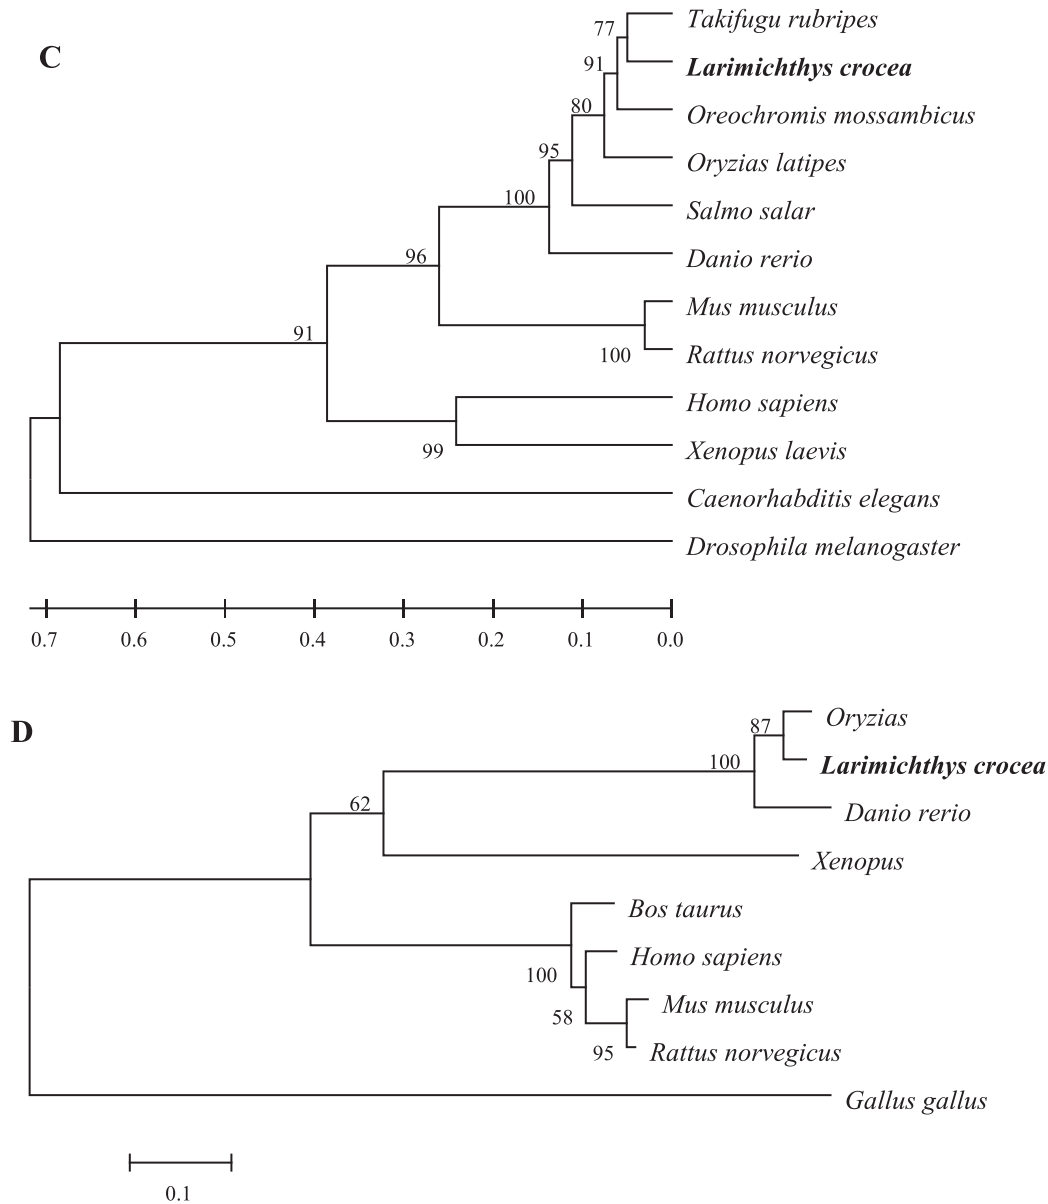 C
77
Takifugu rubripes
91
Larimichthys crocea
80
Oreochromis mossambicus
95
Oryzias latipes
100
Salmo salar
96
Danio rerio
Mus musculus
91
100
Rattus norvegicus
Homo sapiens
99
Xenopus laevis
Caenorhabditis elegans
Drosophila melanogaster
0.7 0.6 0.5 0.4 0.3 0.2 0.1 0.0
D
87
Oryzias
100
Larimichthys crocea
62
Danio rerio
Xenopus
Bos taurus
100
Homo sapiens
58
Mus musculus
95
Rattus norvegicus
Gallus gallus
0.1